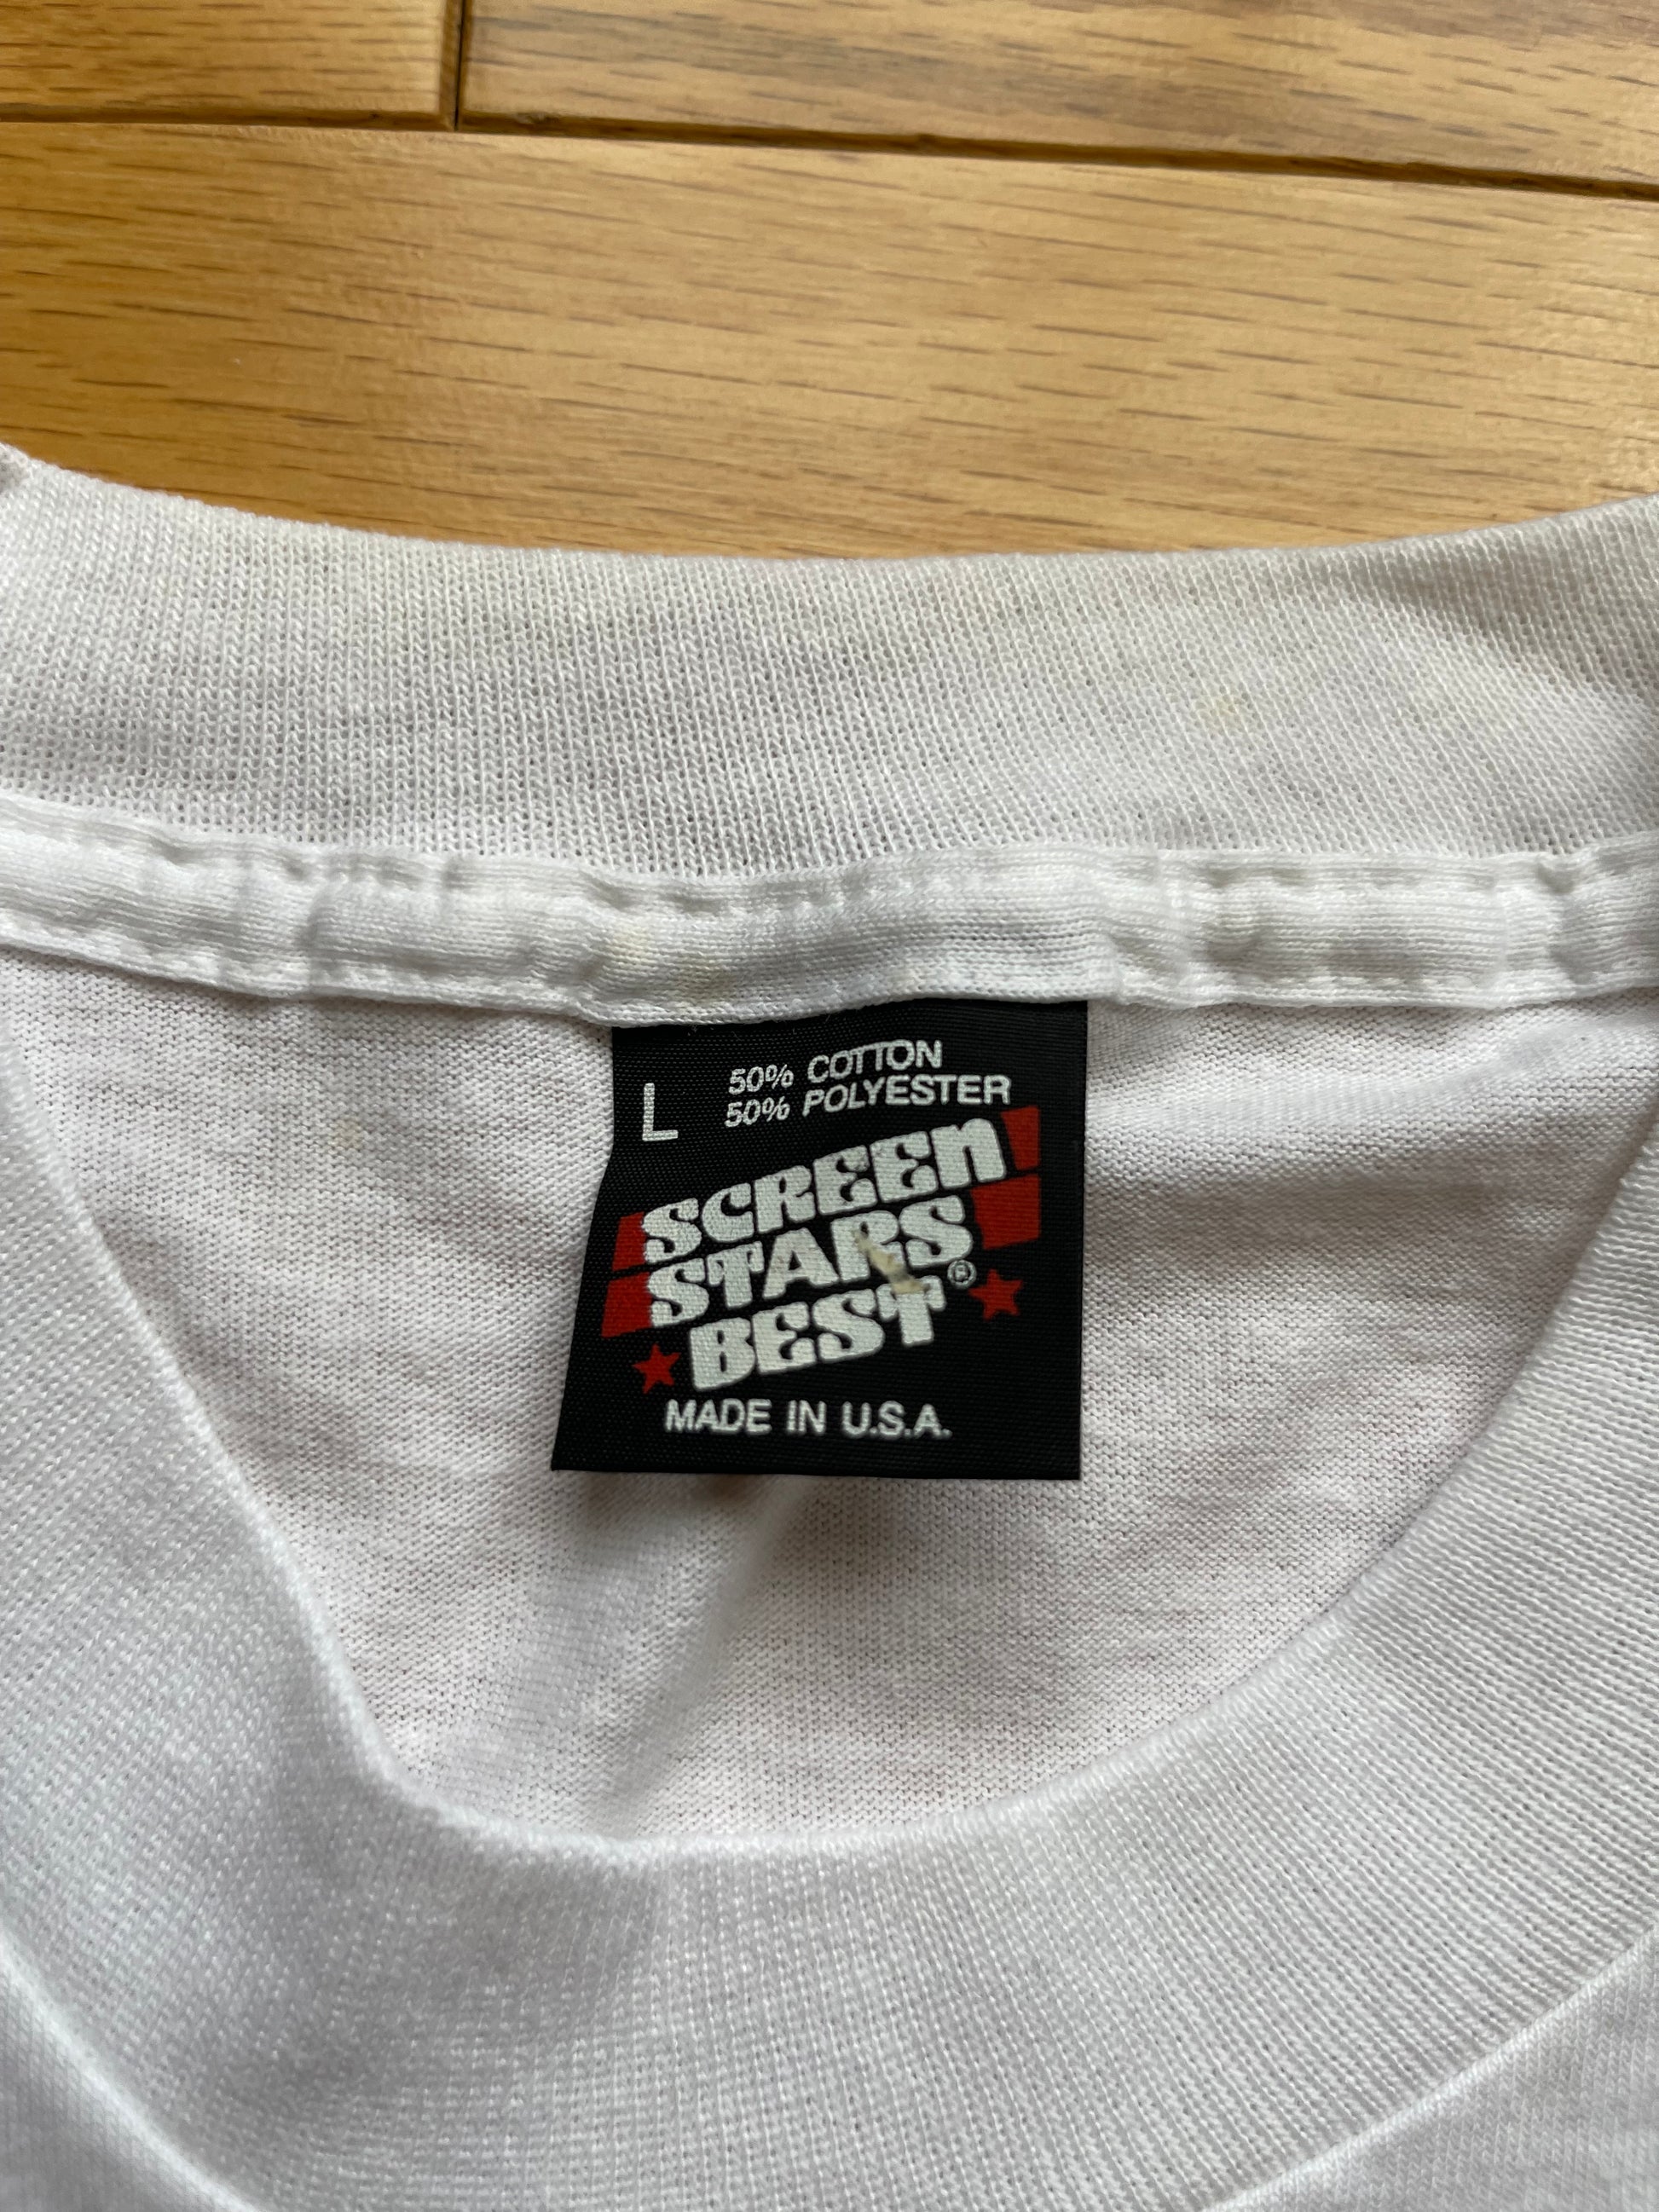 L
50% COTTON
50% POLYESTER
SCREEN
STARS
BEST®
MADE IN U.S.A.